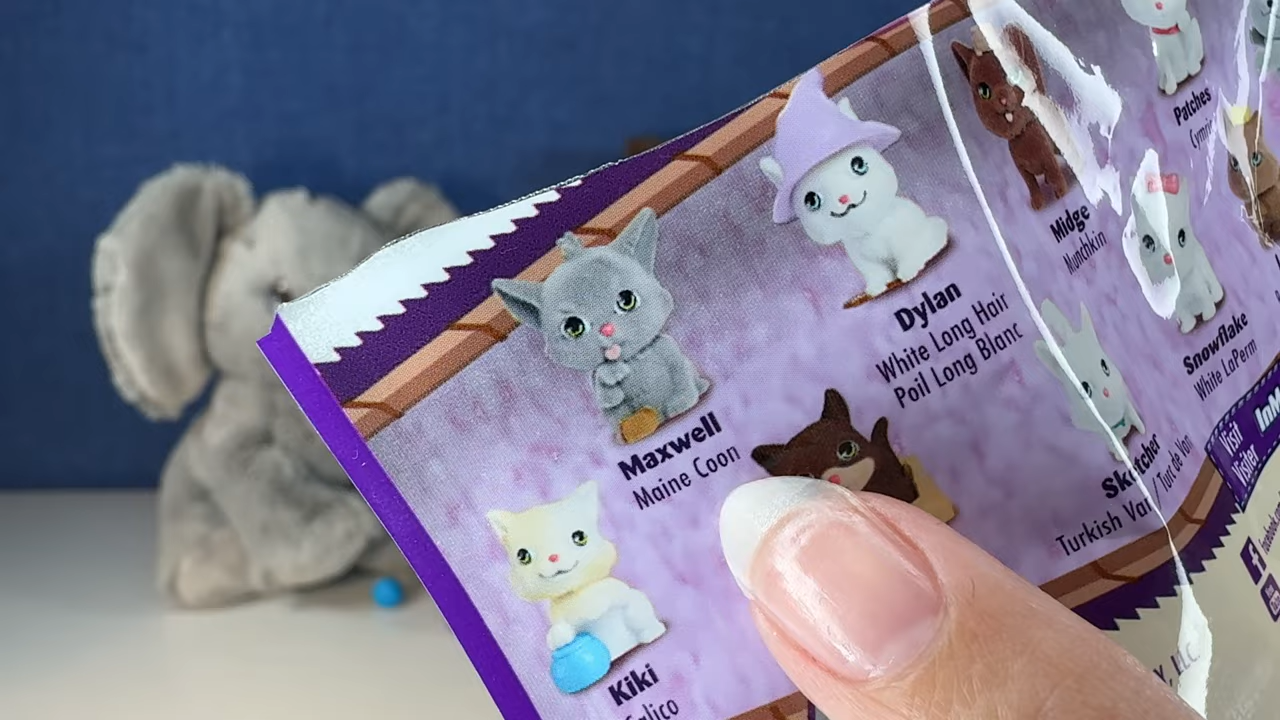 Maxwell
Maine Coon
Dylan
White Long Hair
Poil Long Blanc
Midge
Munchkin
Patches
Snowflake
White LaPerm
Turkish Van / Turc de Van
Kiki
Calico
Visit
Visiter